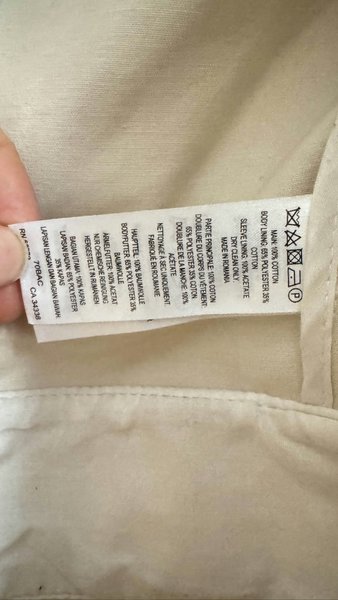 MAIN: 100% COTTON
BODY LINING: 65% POLYESTER 35%
COTTON
SLEEVE LINING: 100% ACETATE
DRY CLEAN ONLY.
MADE IN ROMANIA
PARTIE PRINCIPALE: 100% COTON
DOUBLURE DU CORPS DU VÊTEMENT:
65% POLYESTER 35% COTON
DOUBLURE DE LA MANCHE: 100%
ACÉTATE
NETTOYAGE À SEC UNIQUEMENT.
FABRIQUÉ EN ROUMANIE
HAUPTTEIL: 100% BAUMWOLLE
BODYFUTTER: 65% POLYESTER 35%
BAUMWOLLE
ÄRMELFUTTER: 100% ACETAT
NUR CHEMISCHE REINIGUNG
HERGESTELLT IN RUMÄNIEN
BAGIAN UTAMA: 100% KAPAS
LAPISAN BADAN: 65% POLYESTER
35% KAPAS
LAPISAN LENGAN DAN BAGIAN BAWAH
RN
CA 34338